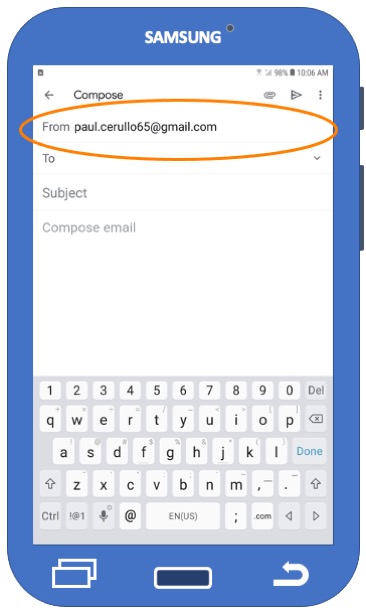 SAMSUNG
98% 10:06 AM
Compose
From paul.cerullo65@gmail.com
To
Subject
Compose email
1 2 3 4 5 6 7 8 9 0 Del
q w e r t y u i o p
a s d f g h j k l Done
z x c v b n m , .
Ctrl !@1 @ EN(US) ; .com